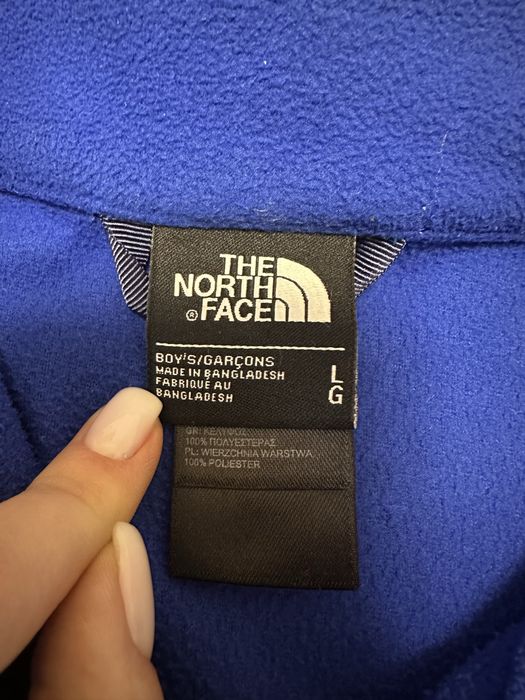 THE
NORTH
® FACE
BOY'S/GARÇONS
MADE IN BANGLADESH
FABRIQUÉ AU
BANGLADESH
L
G
GR: ΚΕΛΥΦΟΣ
100% ΠΟΛΥΕΣΤΕΡΑΣ
PL: WIERZCHNIA WARSTWA
100% POLIESTER